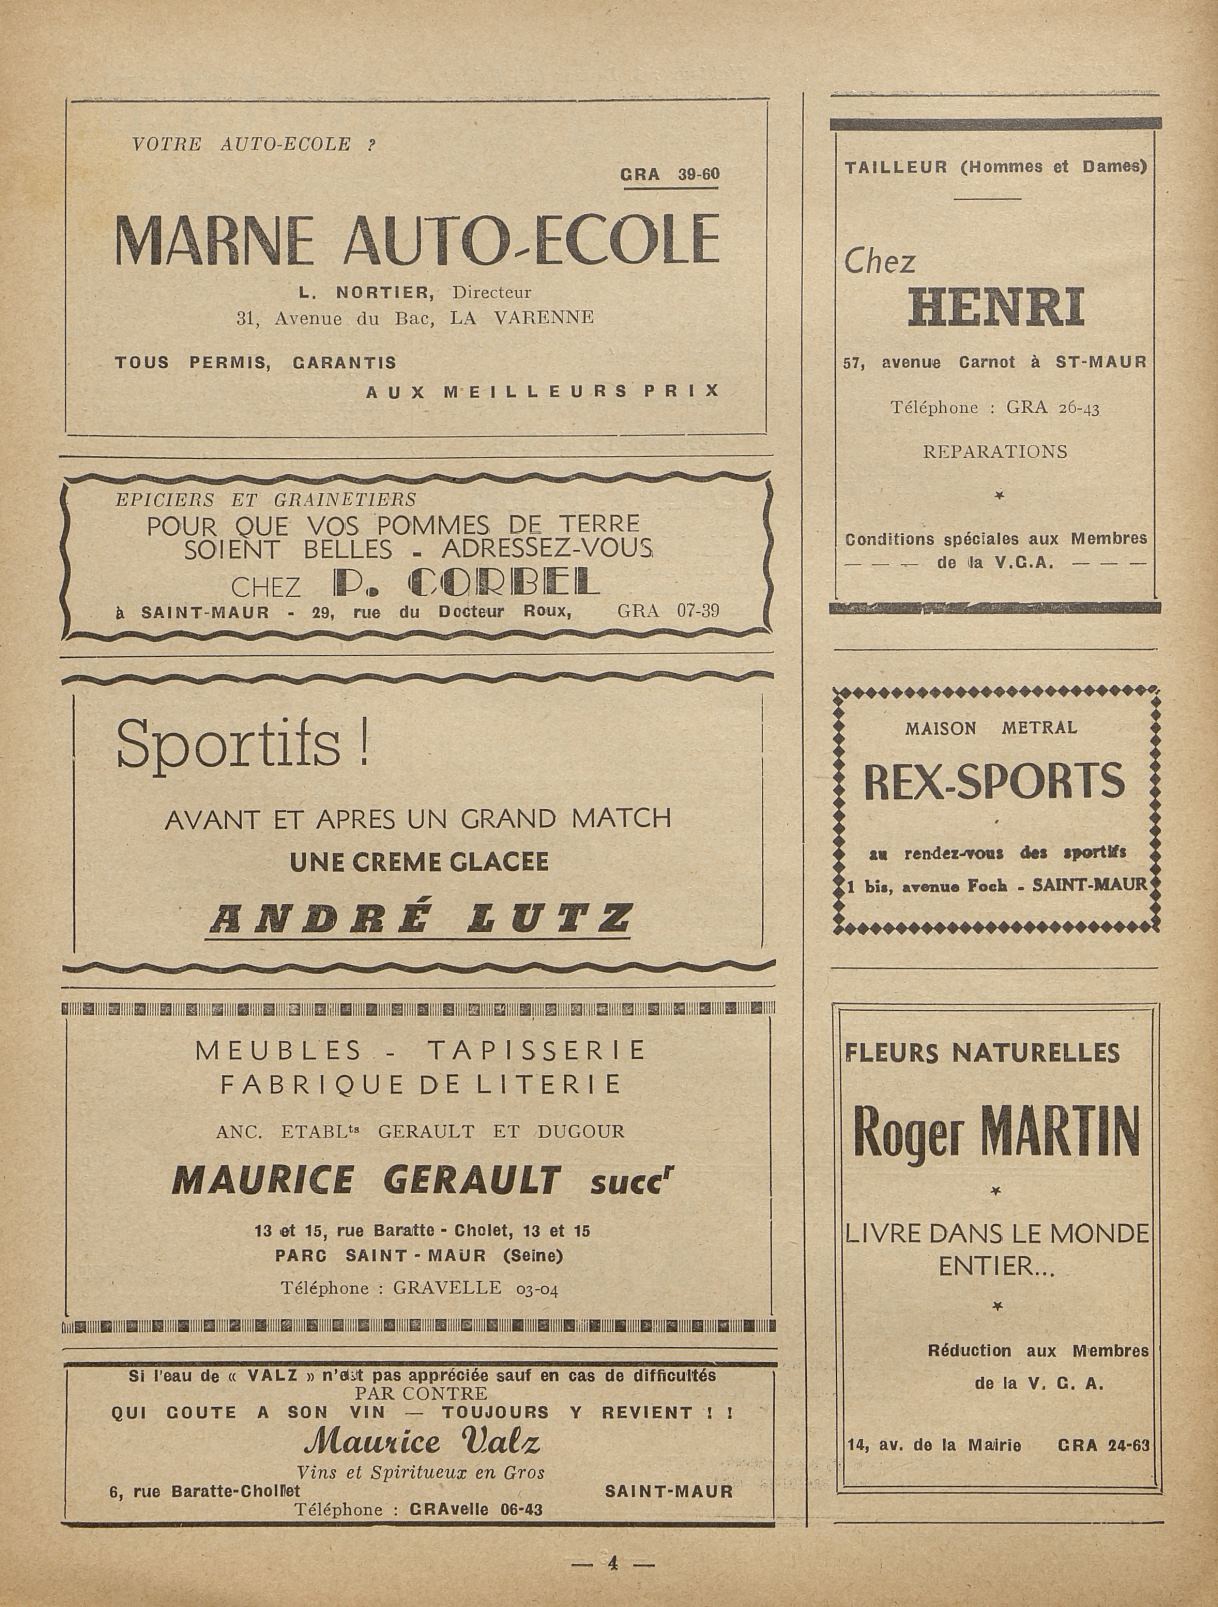 VOTRE AUTO-ECOLE ?
GRA 39-60
MARNE AUTO-ECOLE
L. NORTIER, Directeur
31, Avenue du Bac, LA VARENNE
TOUS PERMIS, GARANTIS
AUX MEILLEURS PRIX
EPICIERS ET GRAINETIERS
POUR QUE VOS POMMES DE TERRE
SOIENT BELLES - ADRESSEZ-VOUS
CHEZ P. CORBEL
à SAINT-MAUR - 29, rue du Docteur Roux, GRA 07-39
Sportifs !
AVANT ET APRES UN GRAND MATCH
UNE CREME GLACEE
ANDRÉ LUTZ
MEUBLES - TAPISSERIE
FABRIQUE DE LITERIE
ANC. ETABLts GERAULT ET DUGOUR
MAURICE GERAULT succr
13 et 15, rue Baratte - Cholet, 13 et 15
PARC SAINT - MAUR (Seine)
Téléphone : GRAVELLE 03-04
Si l'eau de « VALZ » n'est pas appréciée sauf en cas de difficultés
PAR CONTRE
QUI GOUTE A SON VIN — TOUJOURS Y REVIENT ! !
Maurice Valz
Vins et Spiritueux en Gros
6, rue Baratte-Chollet SAINT-MAUR
Téléphone : GRAvelle 06-43
TAILLEUR (Hommes et Dames)
Chez
HENRI
57, avenue Carnot à ST-MAUR
Téléphone : GRA 26-43
REPARATIONS
Conditions spéciales aux Membres
— — — de la V.G.A. — — —
MAISON METRAL
REX-SPORTS
au rendez-vous des sportifs
1 bis, avenue Foch - SAINT-MAUR
FLEURS NATURELLES
Roger MARTIN
LIVRE DANS LE MONDE
ENTIER...
Réduction aux Membres
de la V. G. A.
14, av. de la Mairie GRA 24-63
— 4 —